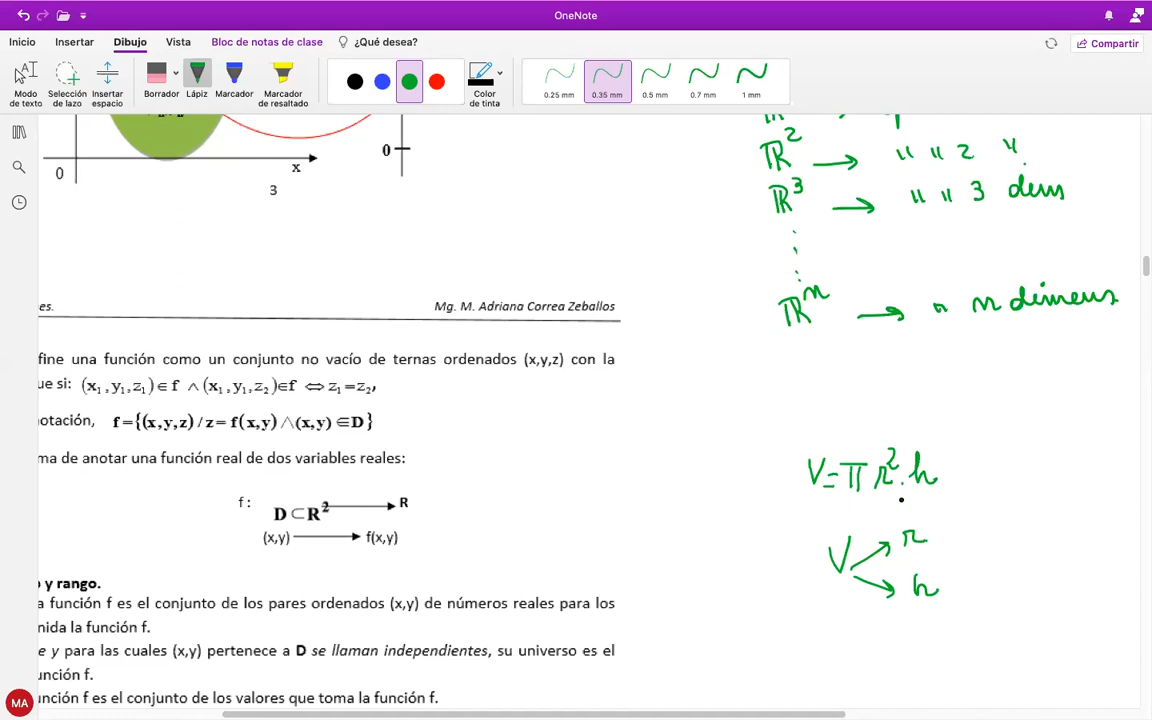 OneNote
Inicio Insertar Dibujo Vista Bloc de notas de clase ¿Qué desea? Compartir
Modo de texto
Selección de lazo
Insertar espacio
Borrador
Lápiz
Marcador
Marcador de resaltado
Color de tinta
0.25 mm 0.35 mm 0.5 mm 0.7 mm 1 mm
0 x 3
0
ℝ² → " " 2 "
ℝ³ → " " 3 dim
ℝⁿ → " n dimens
es. Mg. M. Adriana Correa Zeballos
fine una función como un conjunto no vacío de ternas ordenados (x,y,z) con la
ue si: (x₁,y₁,z₁)∈f ∧(x₁,y₁,z₂)∈f ⇔z₁=z₂,
notación, f={(x,y,z)/z=f(x,y)∧(x,y)∈D}
ma de anotar una función real de dos variables reales:
f: D⊂R² → R
(x,y) → f(x,y)
V=π r².h
V r
h
o y rango.
a función f es el conjunto de los pares ordenados (x,y) de números reales para los
nida la función f.
e y para las cuales (x,y) pertenece a D se llaman independientes, su universo es el
unción f.
unción f es el conjunto de los valores que toma la función f.
MA